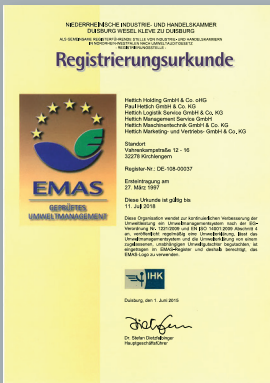 NIEDERRHEINISCHE INDUSTRIE- UND HANDELSKAMMER
DUISBURG WESEL KLEVE ZU DUISBURG
ALS GEMEINSAME REGISTERFÜHRENDE STELLE VON INDUSTRIE- UND HANDELSKAMMERN
IN NORDRHEIN-WESTFALEN NACH UMWELTAUDITGESETZ
- REGISTRIERUNGSSTELLE -
Registrierungsurkunde
Hettich Holding GmbH & Co. oHG
Paul Hettich GmbH & Co. KG
Hettich Logistik Service GmbH & Co. KG
Hettich Management Service GmbH
Hettich Maschinentechnik GmbH & Co. KG
Hettich Marketing- und Vertriebs- GmbH & Co. KG
Standort
Vahrenkampstraße 12 - 16
32278 Kirchlengern
Register-Nr.: DE-108-00037
Ersteintragung am
27. März 1997
Diese Urkunde ist gültig bis
11. Juli 2018
EMAS
GEPRÜFTES
UMWELTMANAGEMENT
Diese Organisation wendet zur kontinuierlichen Verbesserung der
Umweltleistung ein Umweltmanagementsystem nach der EG-
Verordnung Nr. 1221/2009 und EN ISO 14001:2009 Abschnitt 4
an, veröffentlicht regelmäßig eine Umwelterklärung, lässt das
Umweltmanagementsystem und die Umwelterklärung von einem
zugelassenen, unabhängigen Umweltgutachter begutachten, ist
eingetragen im EMAS-Register und deshalb berechtigt, das
EMAS-Logo zu verwenden.
IHK
Duisburg, den 1. Juni 2015
Dr. Stefan Dietzfelbinger
Hauptgeschäftsführer